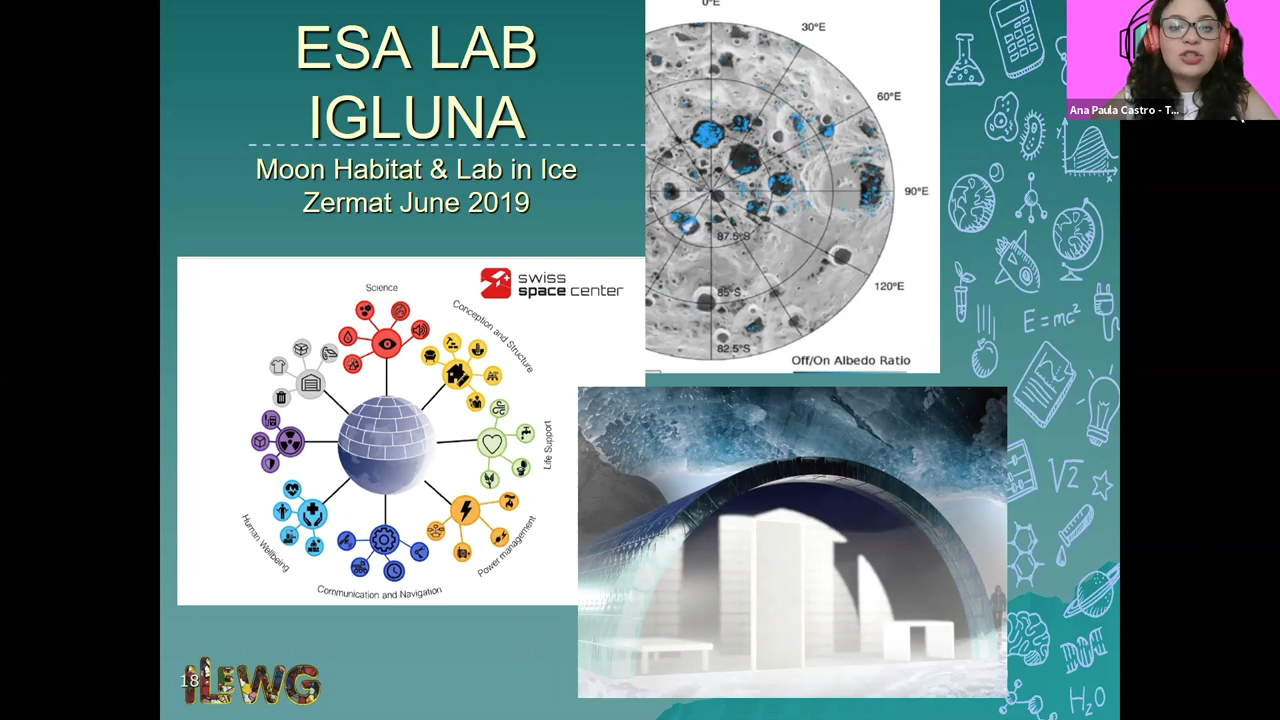 ESA LAB
IGLUNA
Moon Habitat & Lab in Ice
Zermat June 2019
swiss
space center
Science
Conception and Structure
Life Support
Power management
Communication and Navigation
Human Wellbeing
0°E
30°E
60°E
90°E
120°E
87.5°S
85°S
82.5°S
Off/On Albedo Ratio
Ana Paula Castro - T...
E=mc²
√2
H₂O
18
ILEWG